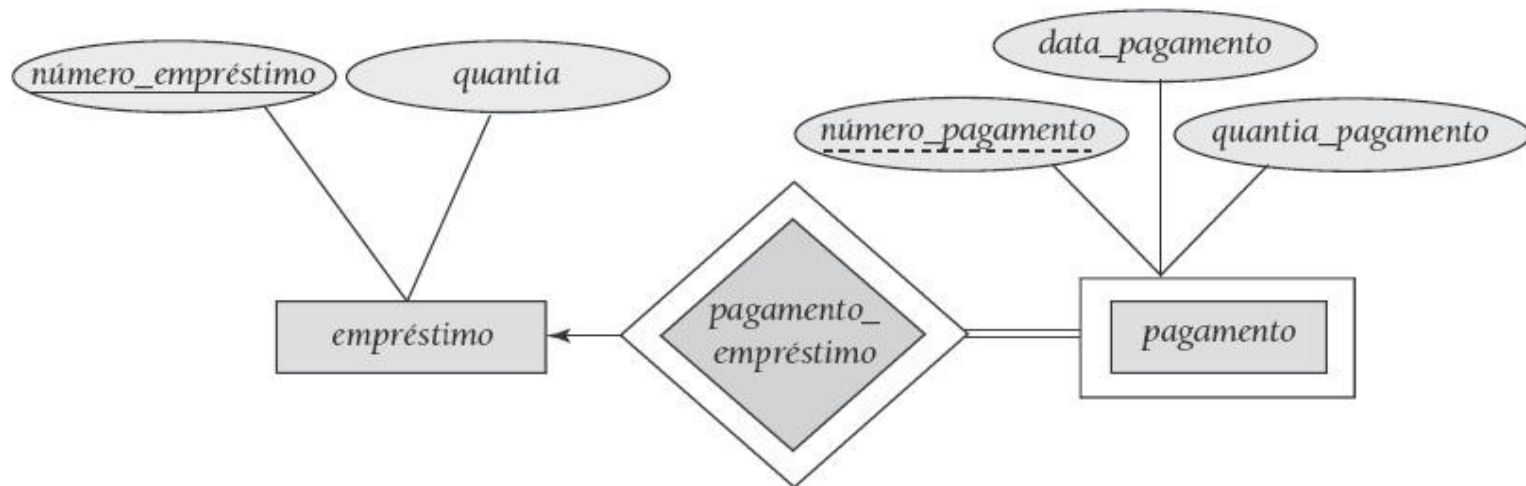 data_pagamento
número_empréstimo
quantia
número_pagamento
quantia_pagamento
empréstimo
pagamento_
empréstimo
pagamento